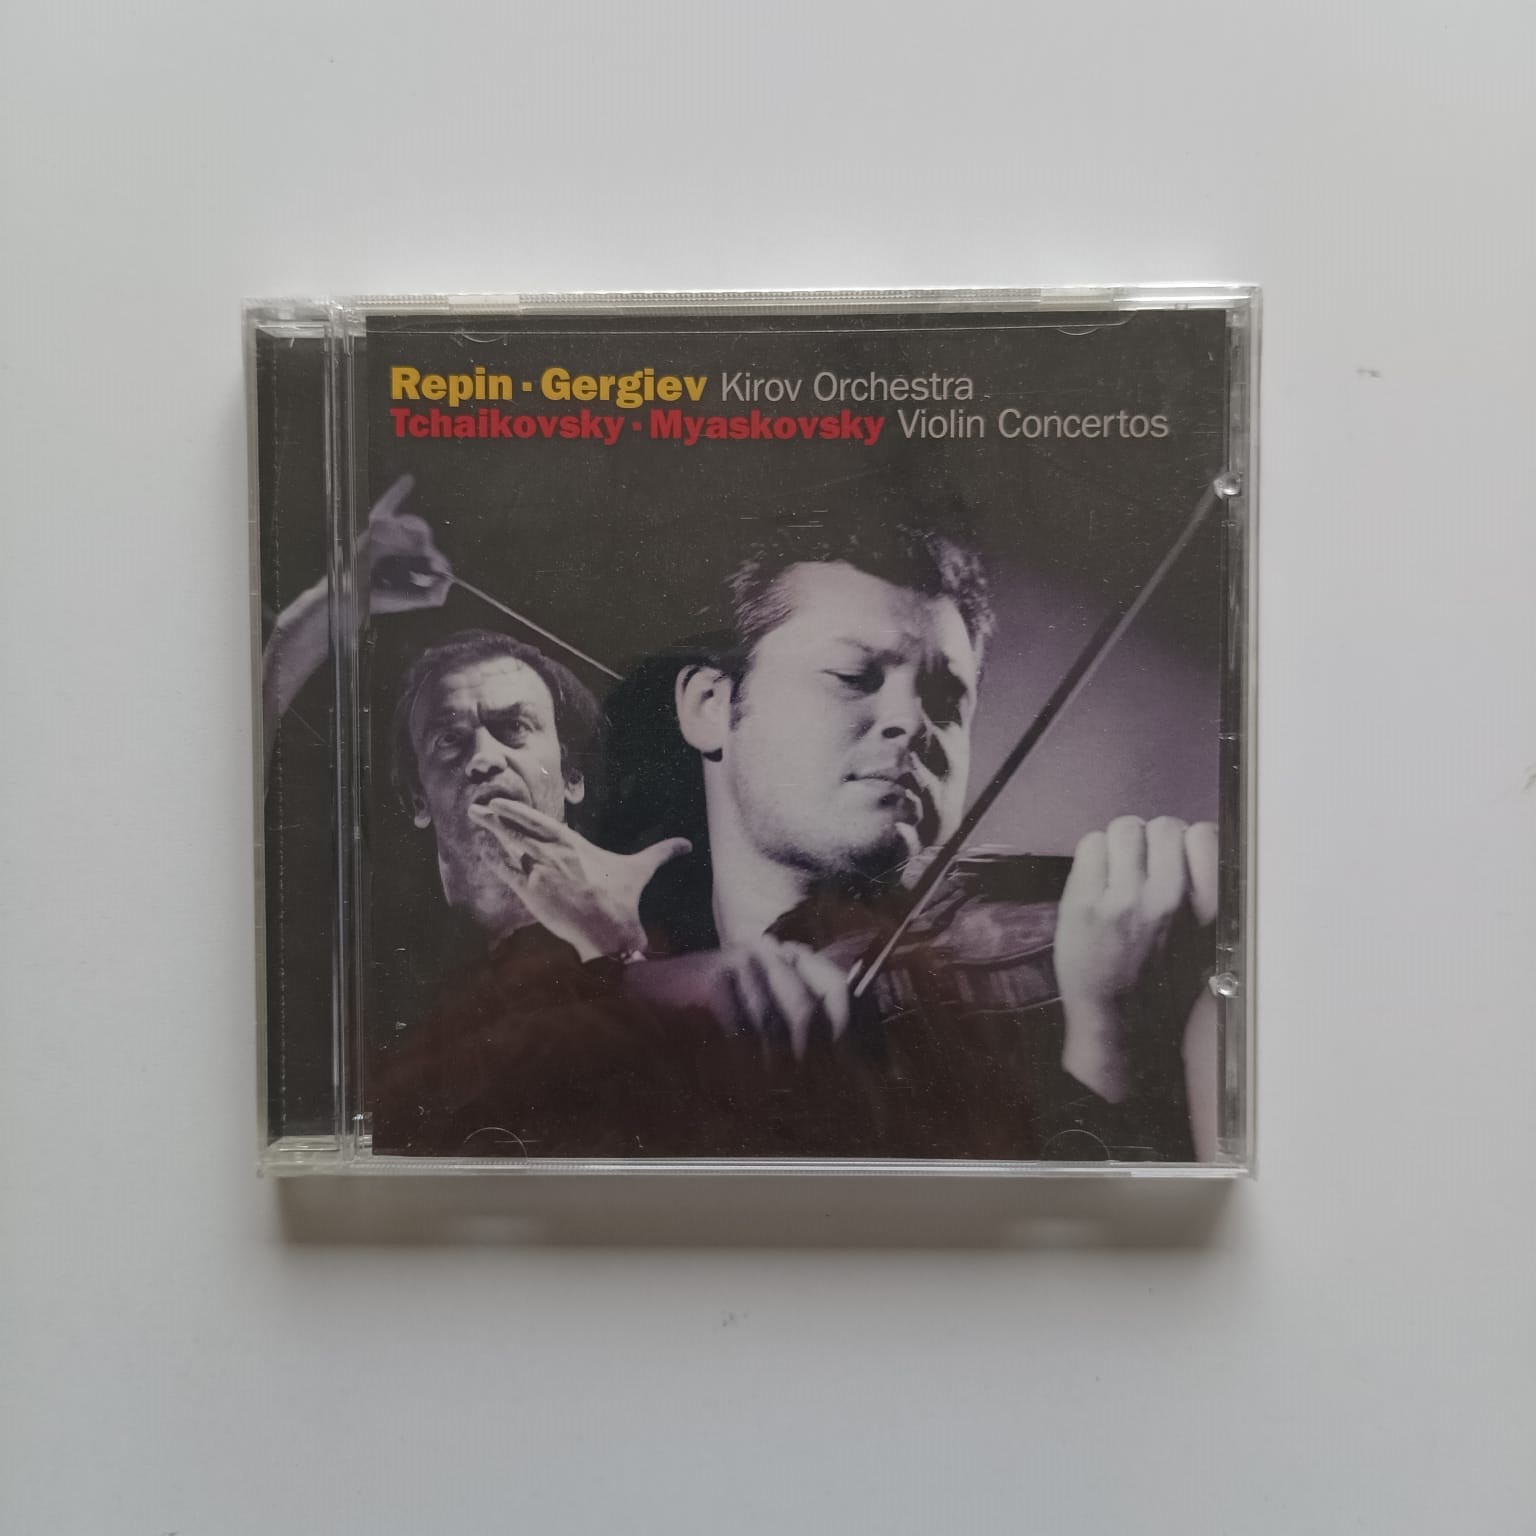 Repin · Gergiev Kirov Orchestra
Tchaikovsky · Myaskovsky Violin Concertos